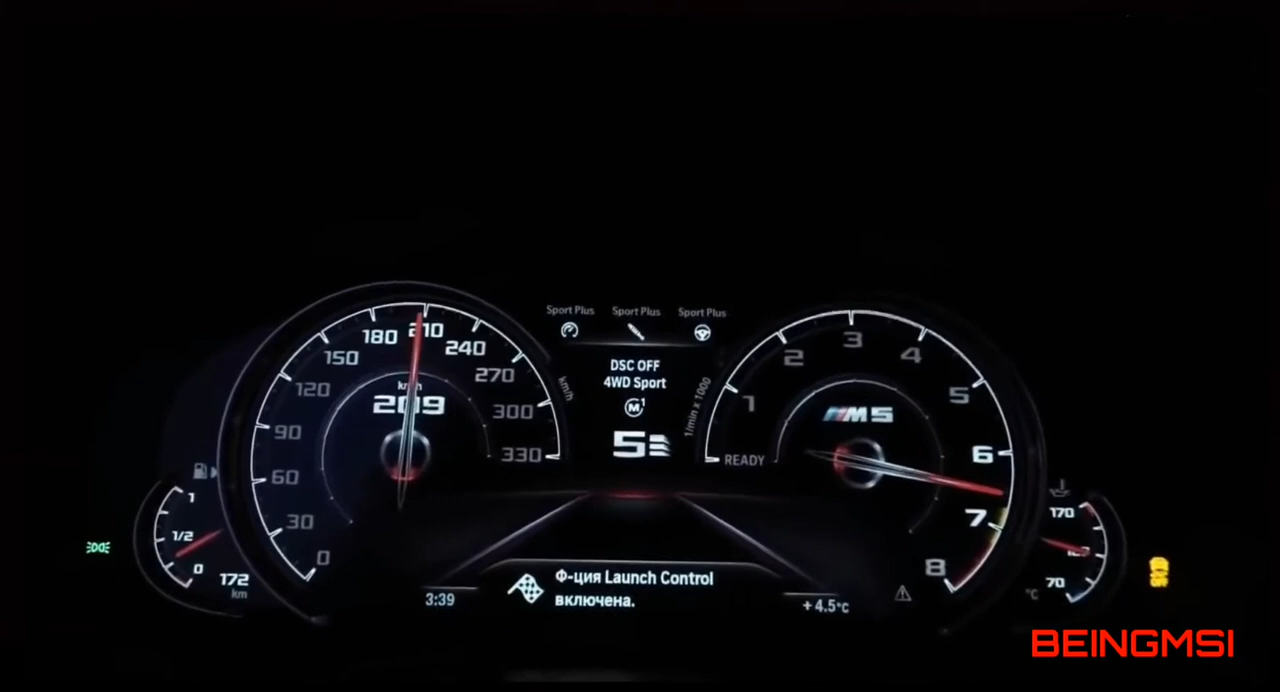 Sport Plus
Sport Plus
Sport Plus
DSC OFF
4WD Sport
M1
5
0
30
60
90
120
150
180
210
240
270
300
330
km/h
km/h
209
1/min x 1000
READY
1
2
3
4
5
6
7
8
M5
1
1/2
0
172
km
170
70
°C
3:39
Ф-ция Launch Control
включена.
+4.5°C
OFF
BEINGMSI